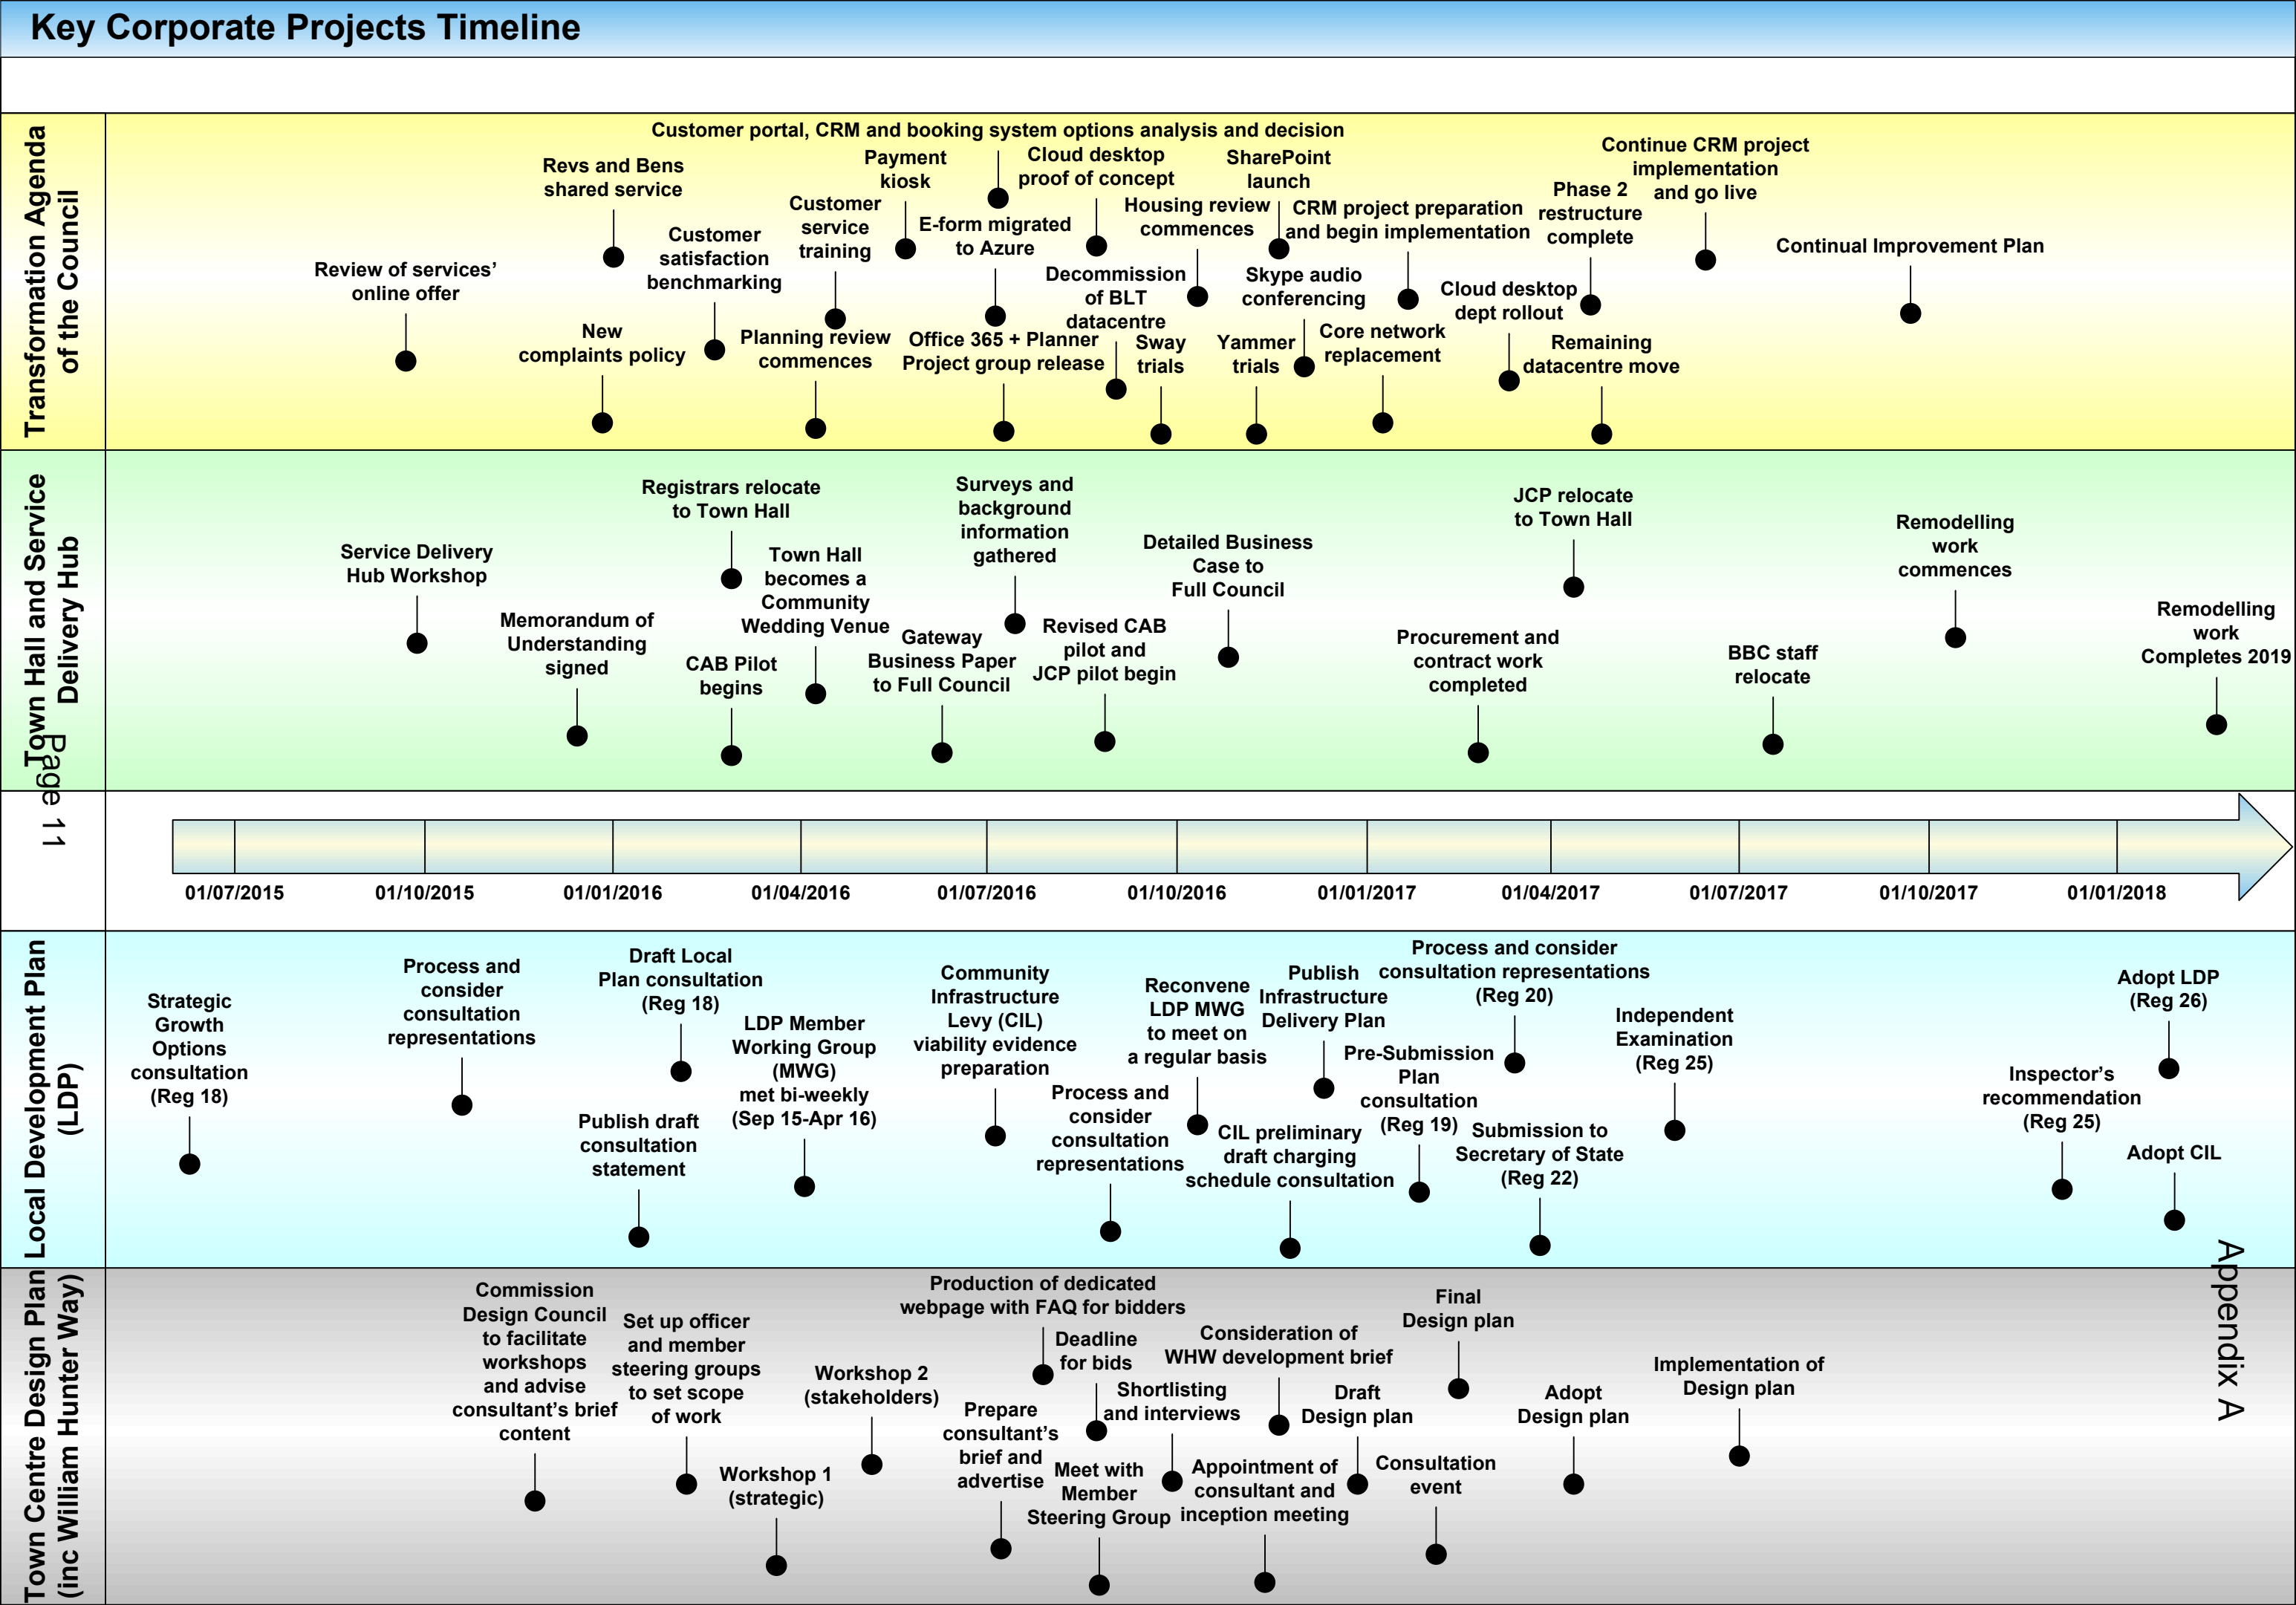 Key Corporate Projects Timeline
Transformation Agenda
of the Council
Customer portal, CRM and booking system options analysis and decision
Review of services’
online offer
Revs and Bens
shared service
New
complaints policy
Customer
satisfaction
benchmarking
Customer
service
training
Planning review
commences
Payment
kiosk
E-form migrated
to Azure
Office 365 + Planner
Project group release
Cloud desktop
proof of concept
Decommission
of BLT
datacentre
Sway
trials
Housing review
commences
SharePoint
launch
Yammer
trials
Skype audio
conferencing
CRM project preparation
and begin implementation
Core network
replacement
Cloud desktop
dept rollout
Phase 2
restructure
complete
Remaining
datacentre move
Continue CRM project
implementation
and go live
Continual Improvement Plan
Town Hall and Service
Delivery Hub
Service Delivery
Hub Workshop
Memorandum of
Understanding
signed
Registrars relocate
to Town Hall
CAB Pilot
begins
Town Hall
becomes a
Community
Wedding Venue
Gateway
Business Paper
to Full Council
Surveys and
background
information
gathered
Revised CAB
pilot and
JCP pilot begin
Detailed Business
Case to
Full Council
Procurement and
contract work
completed
JCP relocate
to Town Hall
BBC staff
relocate
Remodelling
work
commences
Remodelling
work
Completes 2019
Page 11
01/07/2015
01/10/2015
01/01/2016
01/04/2016
01/07/2016
01/10/2016
01/01/2017
01/04/2017
01/07/2017
01/10/2017
01/01/2018
Local Development Plan
(LDP)
Strategic
Growth
Options
consultation
(Reg 18)
Process and
consider
consultation
representations
Draft Local
Plan consultation
(Reg 18)
Publish draft
consultation
statement
LDP Member
Working Group
(MWG)
met bi-weekly
(Sep 15-Apr 16)
Community
Infrastructure
Levy (CIL)
viability evidence
preparation
Process and
consider
consultation
representations
Reconvene
LDP MWG
to meet on
a regular basis
CIL preliminary
draft charging
schedule consultation
Publish
Infrastructure
Delivery Plan
Pre-Submission
Plan
consultation
(Reg 19)
Process and consider
consultation representations
(Reg 20)
Submission to
Secretary of State
(Reg 22)
Independent
Examination
(Reg 25)
Inspector’s
recommendation
(Reg 25)
Adopt LDP
(Reg 26)
Adopt CIL
Appendix A
Town Centre Design Plan
(inc William Hunter Way)
Commission
Design Council
to facilitate
workshops
and advise
consultant’s brief
content
Set up officer
and member
steering groups
to set scope
of work
Workshop 1
(strategic)
Workshop 2
(stakeholders)
Production of dedicated
webpage with FAQ for bidders
Prepare
consultant’s
brief and
advertise
Deadline
for bids
Meet with
Member
Steering Group
Shortlisting
and interviews
Consideration of
WHW development brief
Appointment of
consultant and
inception meeting
Draft
Design plan
Consultation
event
Final
Design plan
Adopt
Design plan
Implementation of
Design plan